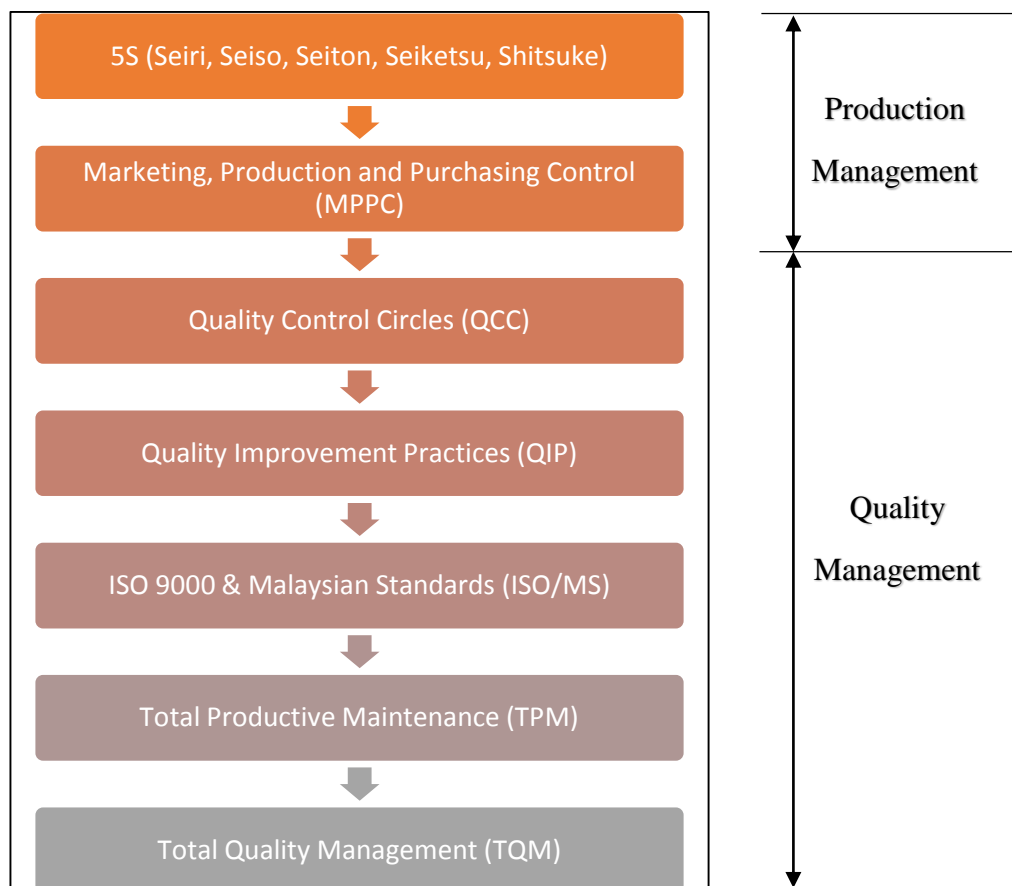 5S (Seiri, Seiso, Seiton, Seiketsu, Shitsuke)
Marketing, Production and Purchasing Control
(MPPC)
Quality Control Circles (QCC)
Quality Improvement Practices (QIP)
ISO 9000 & Malaysian Standards (ISO/MS)
Total Productive Maintenance (TPM)
Total Quality Management (TQM)
Production
Management
Quality
Management